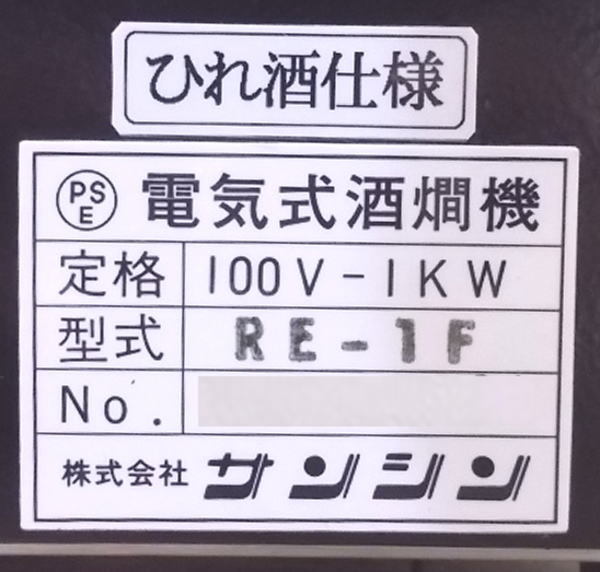 ひれ酒仕様
PSE 電気式酒燗機
定格 100V-1KW
型式 RE-1F
No.
株式会社 サンシン